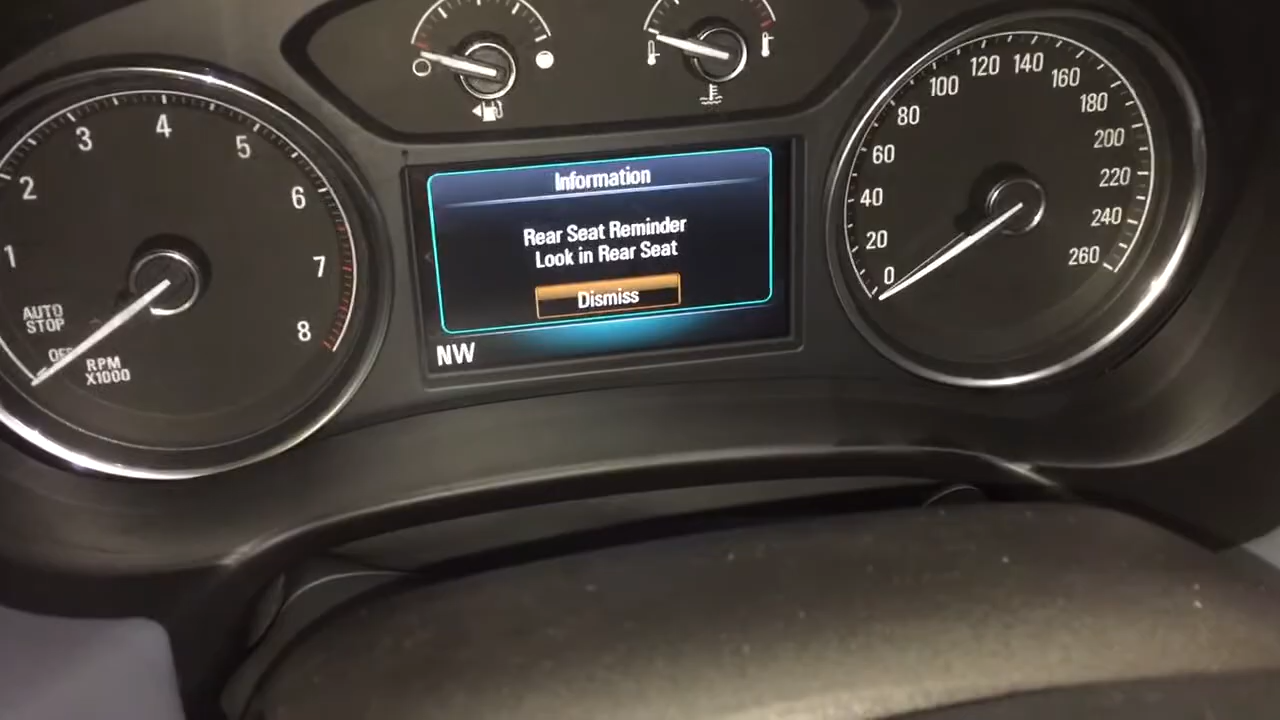 1
2
3
4
5
6
7
8
AUTO
STOP
OFF
RPM
X1000
Information
Rear Seat Reminder
Look in Rear Seat
Dismiss
NW
0
20
40
60
80
100
120
140
160
180
200
220
240
260